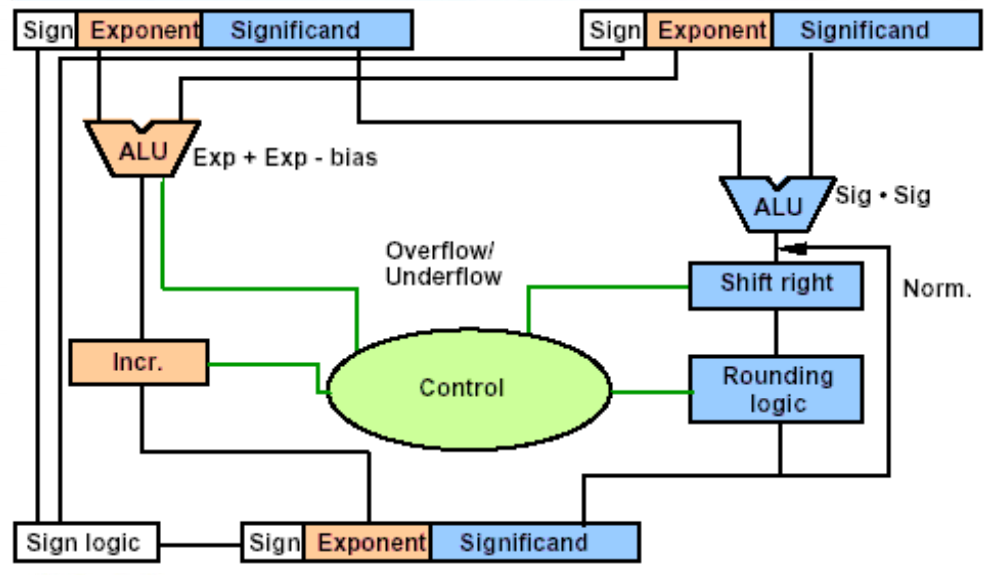 Sign Exponent Significand
Sign Exponent Significand
ALU
Exp + Exp - bias
ALU
Sig • Sig
Overflow/
Underflow
Shift right
Norm.
Incr.
Control
Rounding
logic
Sign logic
Sign Exponent Significand